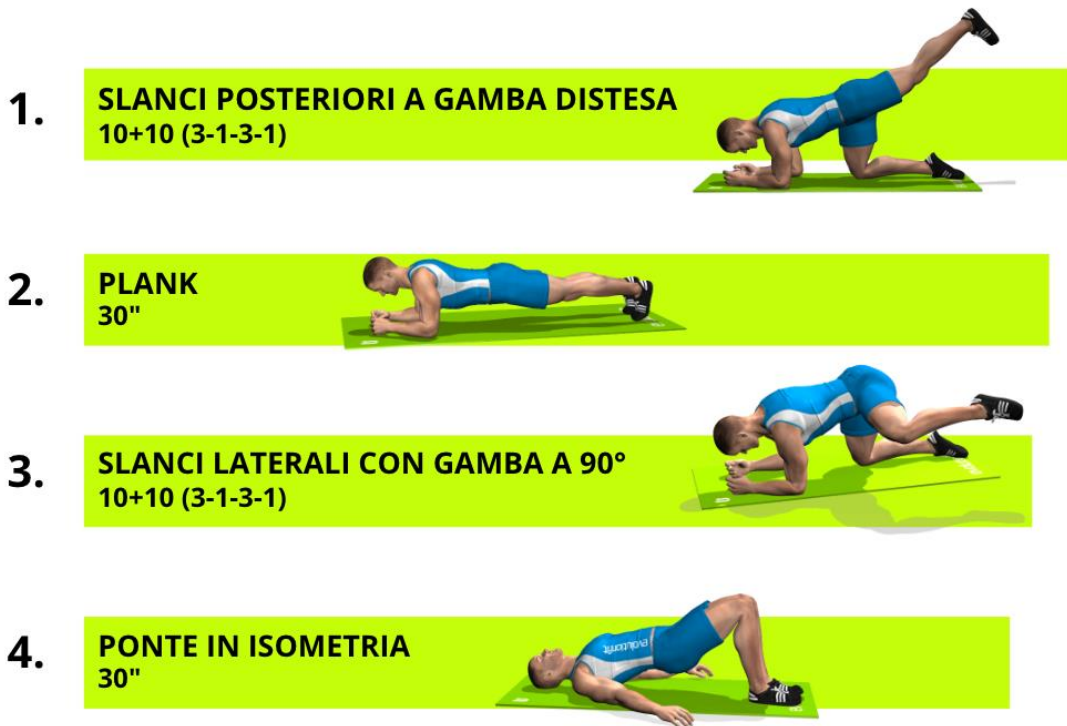 1.
SLANCI POSTERIORI A GAMBA DISTESA
10+10 (3-1-3-1)
2.
PLANK
30"
3.
SLANCI LATERALI CON GAMBA A 90°
10+10 (3-1-3-1)
4.
PONTE IN ISOMETRIA
30"
evolutionfit